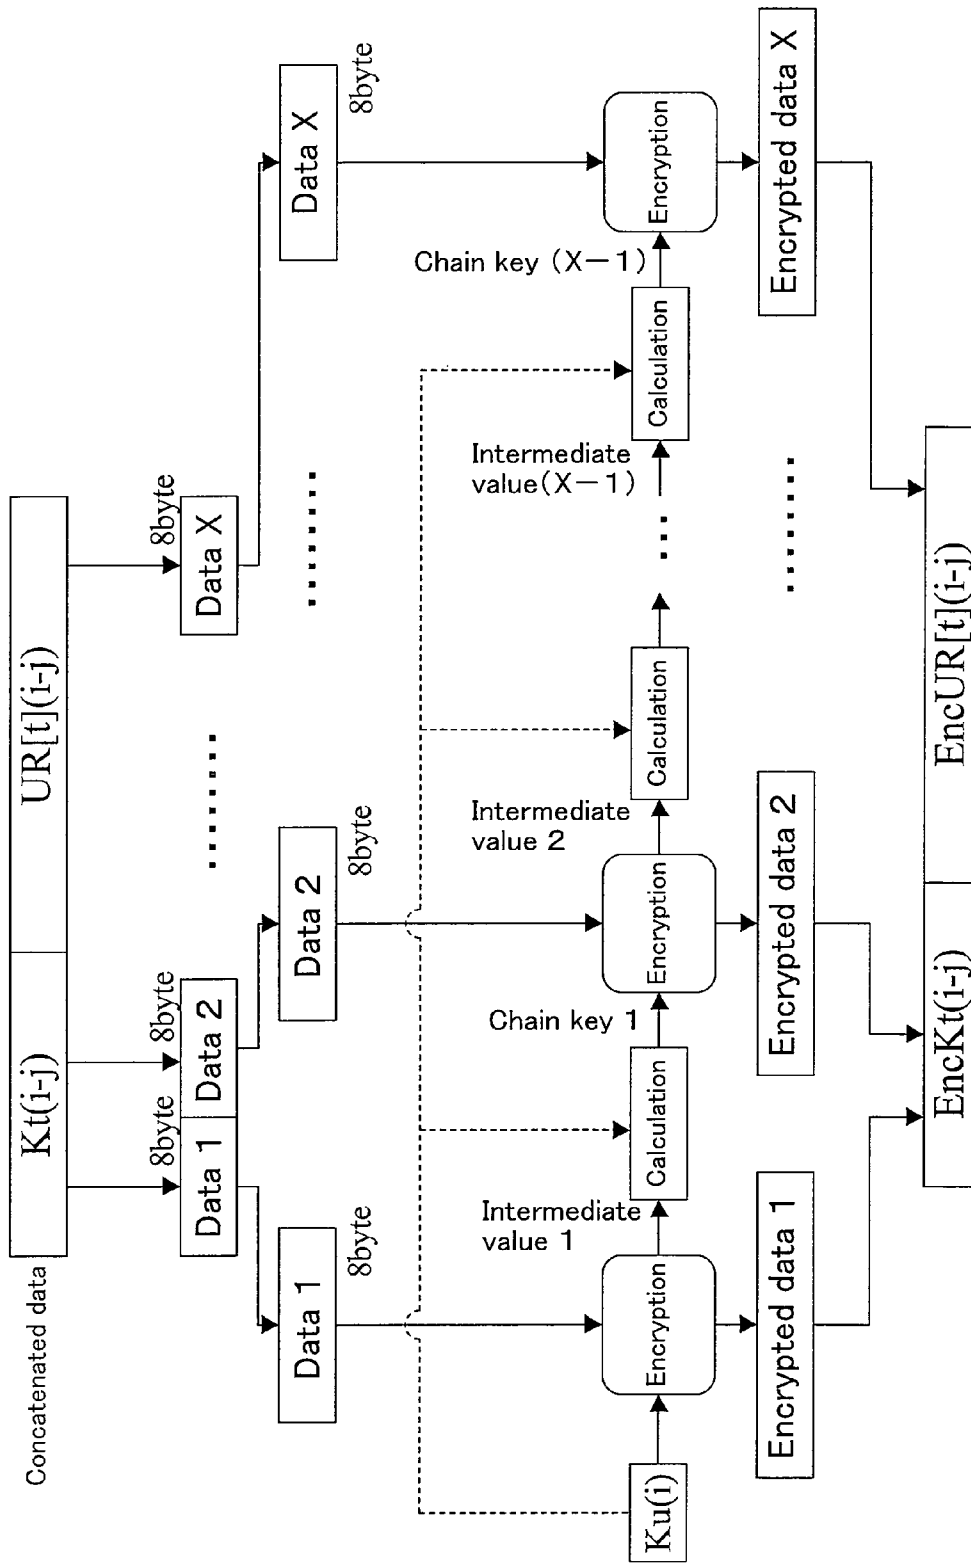 Concatenated data
Kt(i-j)
UR[t](i-j)
8byte
8byte
8byte
Data 1
Data 2
Data X
Data 1
8byte
Data 2
8byte
Data X
8byte
Ku(i)
Encryption
Intermediate
value 1
Calculation
Chain key 1
Encryption
Intermediate
value 2
Calculation
Intermediate
value(X－1)
Calculation
Chain key (X－1)
Encryption
Encrypted data 1
Encrypted data 2
Encrypted data X
EncKt(i-j)
EncUR[t](i-j)